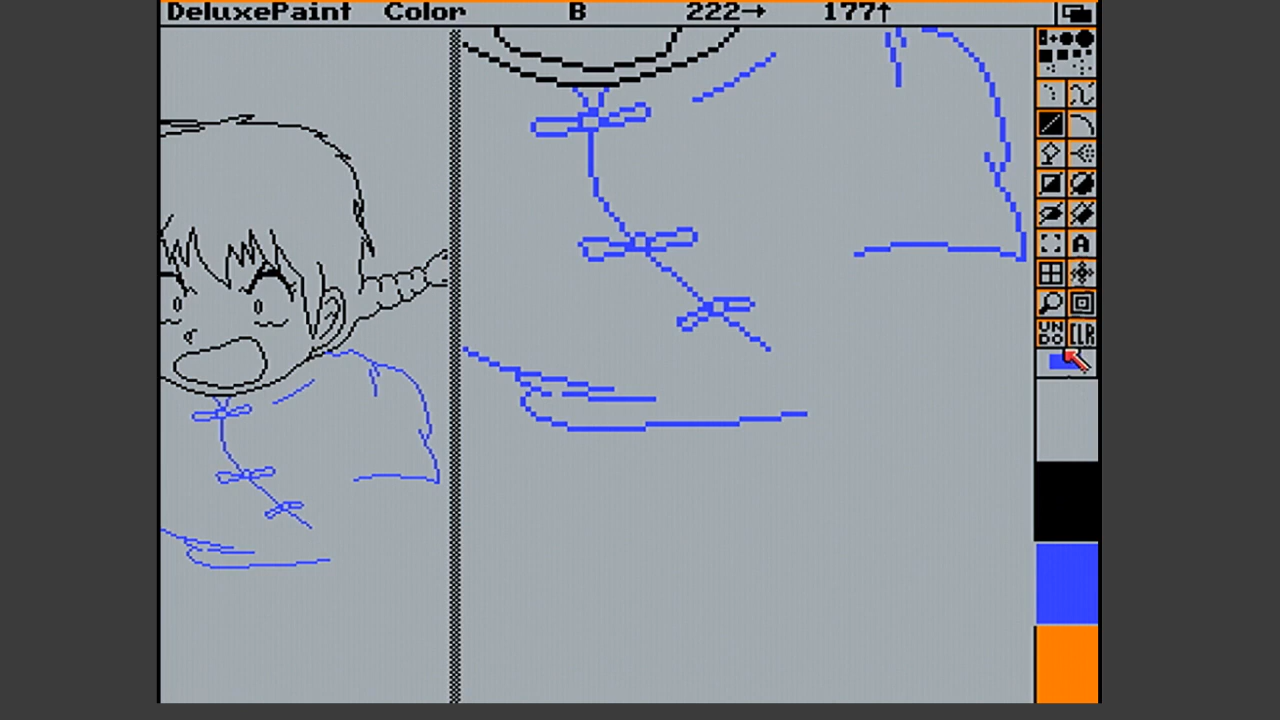 DeluxePaint Color B 222→ 177↑
A
UN
DO CLR